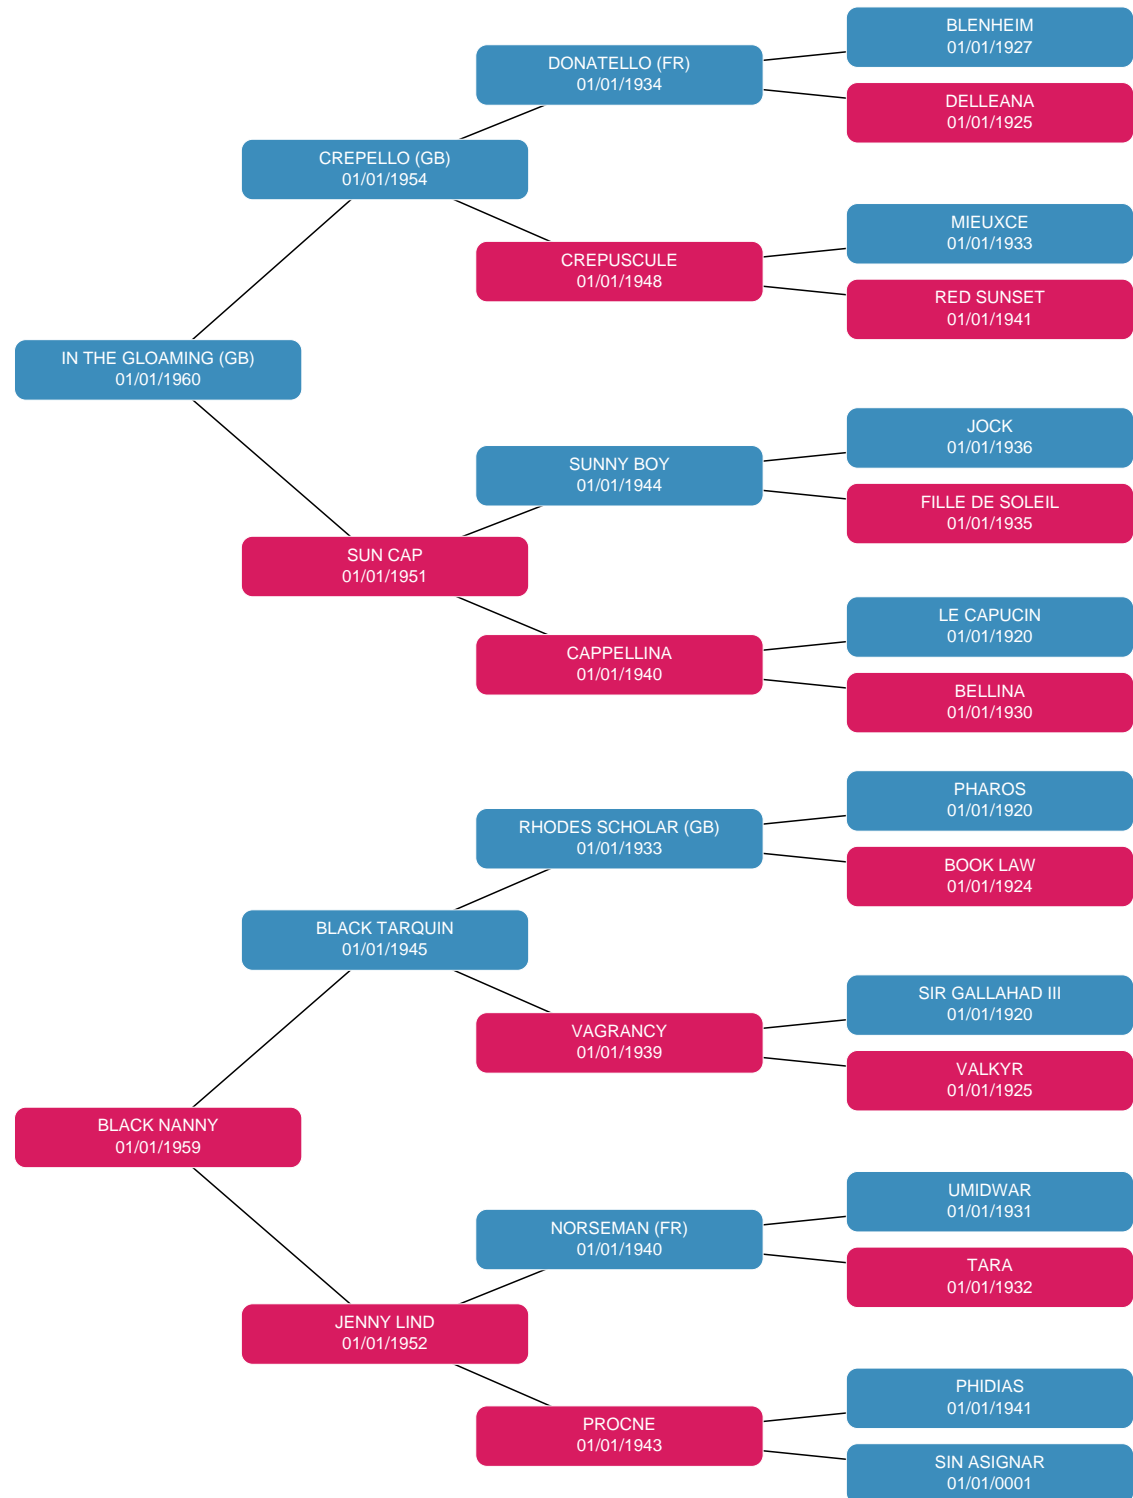 BLENHEIM
01/01/1927
DONATELLO (FR)
01/01/1934
DELLEANA
01/01/1925
CREPELLO (GB)
01/01/1954
MIEUXCE
01/01/1933
CREPUSCULE
01/01/1948
RED SUNSET
01/01/1941
IN THE GLOAMING (GB)
01/01/1960
JOCK
01/01/1936
SUNNY BOY
01/01/1944
FILLE DE SOLEIL
01/01/1935
SUN CAP
01/01/1951
LE CAPUCIN
01/01/1920
CAPPELLINA
01/01/1940
BELLINA
01/01/1930
PHAROS
01/01/1920
RHODES SCHOLAR (GB)
01/01/1933
BOOK LAW
01/01/1924
BLACK TARQUIN
01/01/1945
SIR GALLAHAD III
01/01/1920
VAGRANCY
01/01/1939
VALKYR
01/01/1925
BLACK NANNY
01/01/1959
UMIDWAR
01/01/1931
NORSEMAN (FR)
01/01/1940
TARA
01/01/1932
JENNY LIND
01/01/1952
PHIDIAS
01/01/1941
PROCNE
01/01/1943
SIN ASIGNAR
01/01/0001